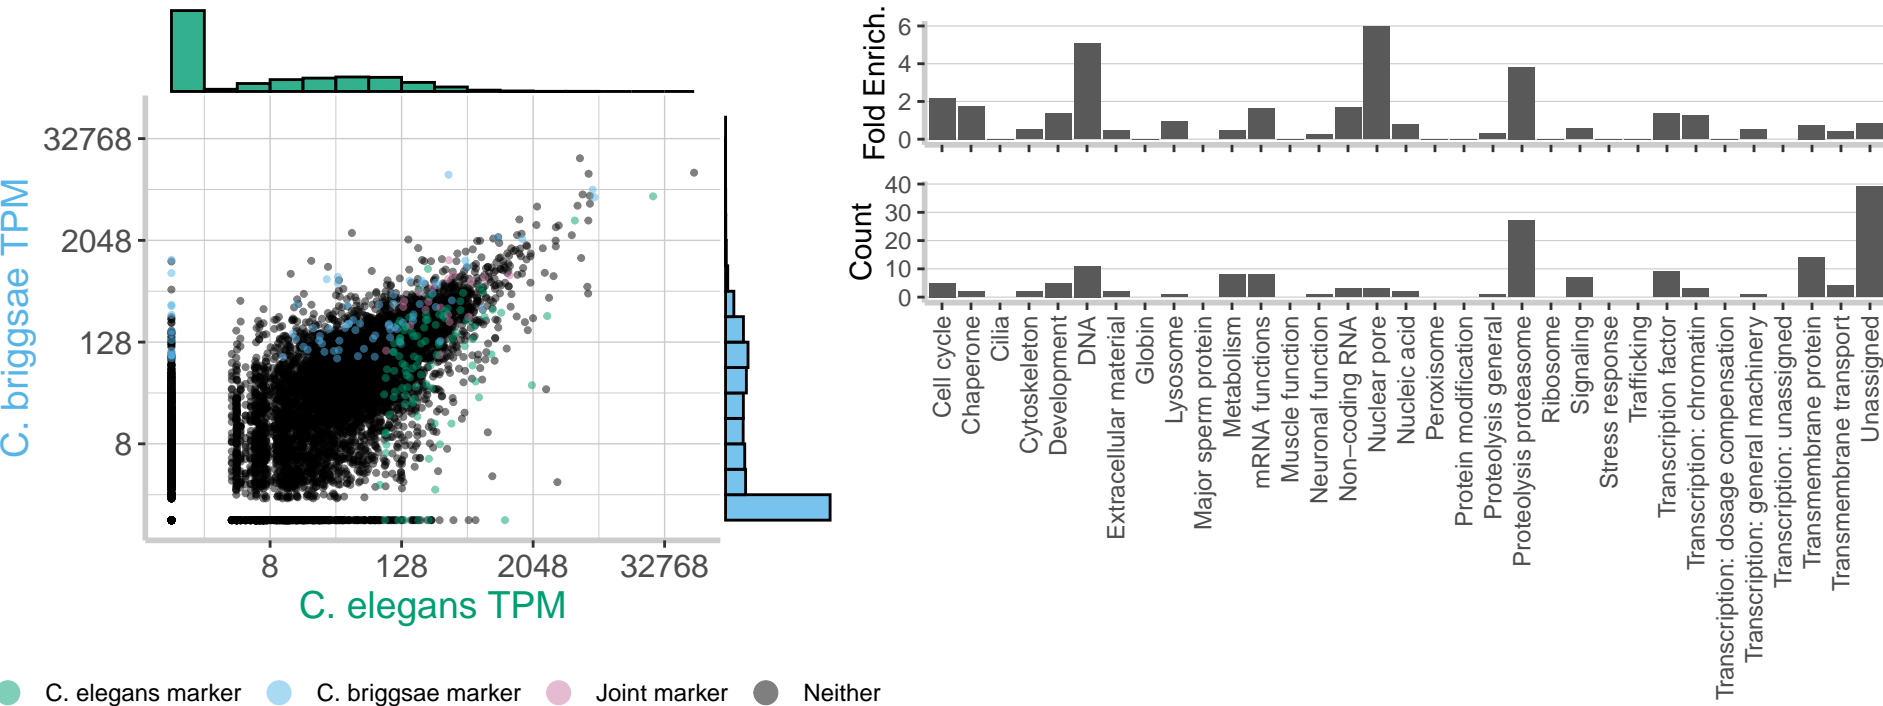 32768
2048
128
8
C. briggsae TPM
8 128 2048 32768
C. elegans TPM
C. elegans marker C. briggsae marker Joint marker Neither
Fold Enrich.
6
4
2
0
Count
40
30
20
10
0
Cell cycle
Chaperone
Cilia
Cytoskeleton
Development
DNA
Extracellular material
Globin
Lysosome
Major sperm protein
Metabolism
mRNA functions
Muscle function
Neuronal function
Non−coding RNA
Nuclear pore
Nucleic acid
Peroxisome
Protein modification
Proteolysis general
Proteolysis proteasome
Ribosome
Signaling
Stress response
Trafficking
Transcription factor
Transcription: chromatin
Transcription: dosage compensation
Transcription: general machinery
Transcription: unassigned
Transmembrane protein
Transmembrane transport
Unassigned